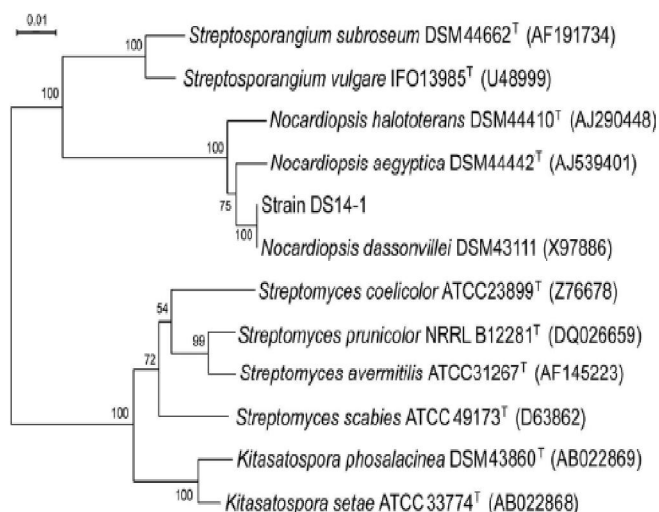 0.01
Streptosporangium subroseum DSM44662ᵀ (AF191734)
100
Streptosporangium vulgare IFO13985ᵀ (U48999)
100
Nocardiopsis halototerans DSM44410ᵀ (AJ290448)
100
Nocardiopsis aegyptica DSM44442ᵀ (AJ539401)
75
Strain DS14-1
100
Nocardiopsis dassonvillei DSM43111 (X97886)
Streptomyces coelicolor ATCC23899ᵀ (Z76678)
54
Streptomyces prunicolor NRRL B12281ᵀ (DQ026659)
99
72
Streptomyces avermitilis ATCC31267ᵀ (AF145223)
100
Streptomyces scabies ATCC 49173ᵀ (D63862)
Kitasatospora phosalacinea DSM43860ᵀ (AB022869)
100
Kitasatospora setae ATCC 33774ᵀ (AB022868)